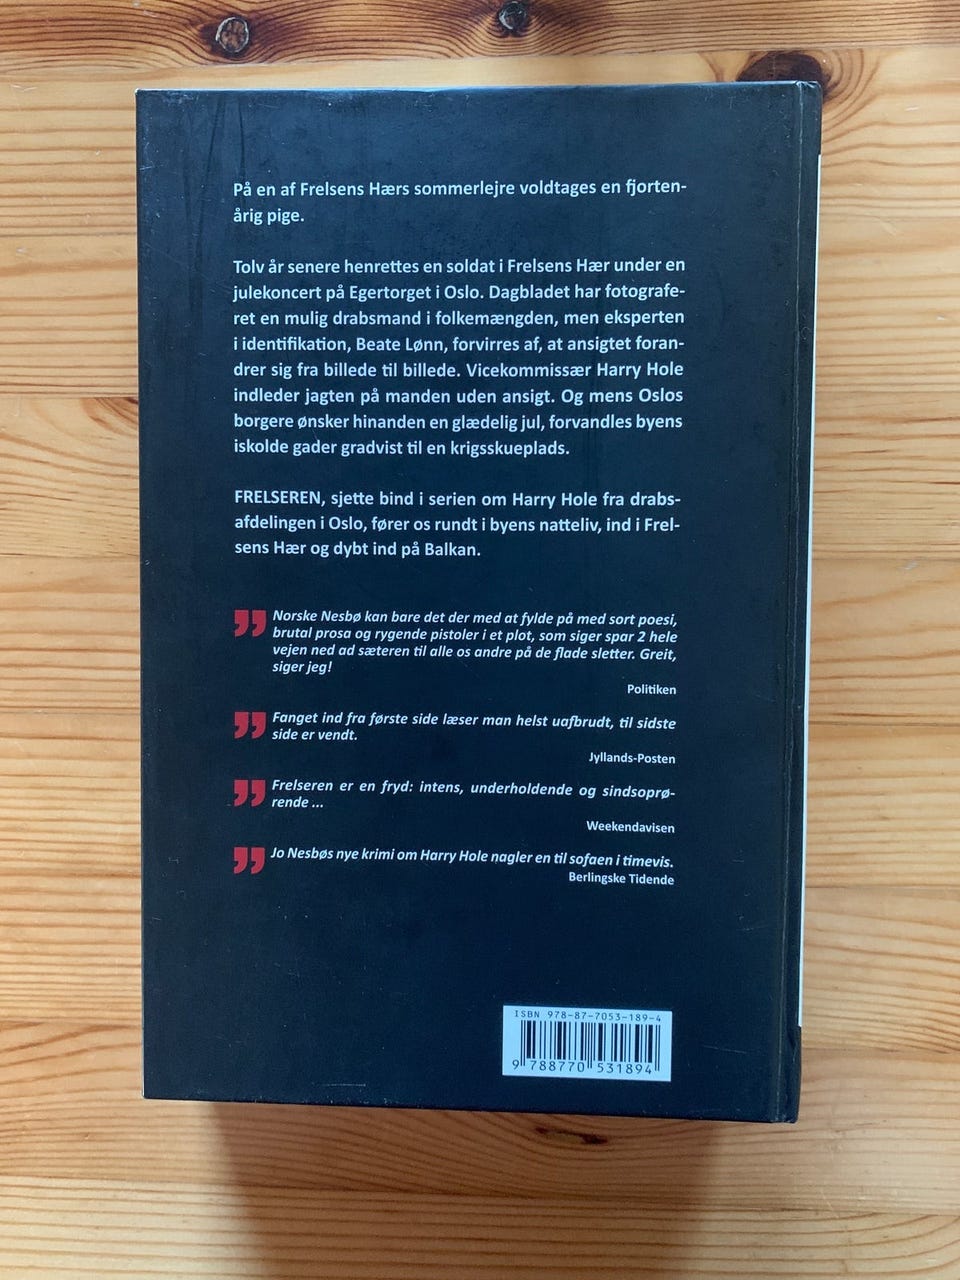 På en af Frelsens Hærs sommerlejre voldtages en fjorten-
årig pige.
Tolv år senere henrettes en soldat i Frelsens Hær under en
julekoncert på Egertorget i Oslo. Dagbladet har fotografe-
ret en mulig drabsmand i folkemængden, men eksperten
i identifikation, Beate Lønn, forvirres af, at ansigtet foran-
drer sig fra billede til billede. Vicekommissær Harry Hole
indleder jagten på manden uden ansigt. Og mens Oslos
borgere ønsker hinanden en glædelig jul, forvandles byens
iskolde gader gradvist til en krigsskueplads.
FRELSEREN, sjette bind i serien om Harry Hole fra drabs-
afdelingen i Oslo, fører os rundt i byens natteliv, ind i Frel-
sens Hær og dybt ind på Balkan.
” Norske Nesbø kan bare det der med at fylde på med sort poesi,
brutal prosa og rygende pistoler i et plot, som siger spar 2 hele
vejen ned ad sæteren til alle os andre på de flade sletter. Greit,
siger jeg!
Politiken
” Fanget ind fra første side læser man helst uafbrudt, til sidste
side er vendt.
Jyllands-Posten
” Frelseren er en fryd: intens, underholdende og sindsoprø-
rende ...
Weekendavisen
” Jo Nesbøs nye krimi om Harry Hole nagler en til sofaen i timevis.
Berlingske Tidende
ISBN 978-87-7053-189-4
9 788770 531894